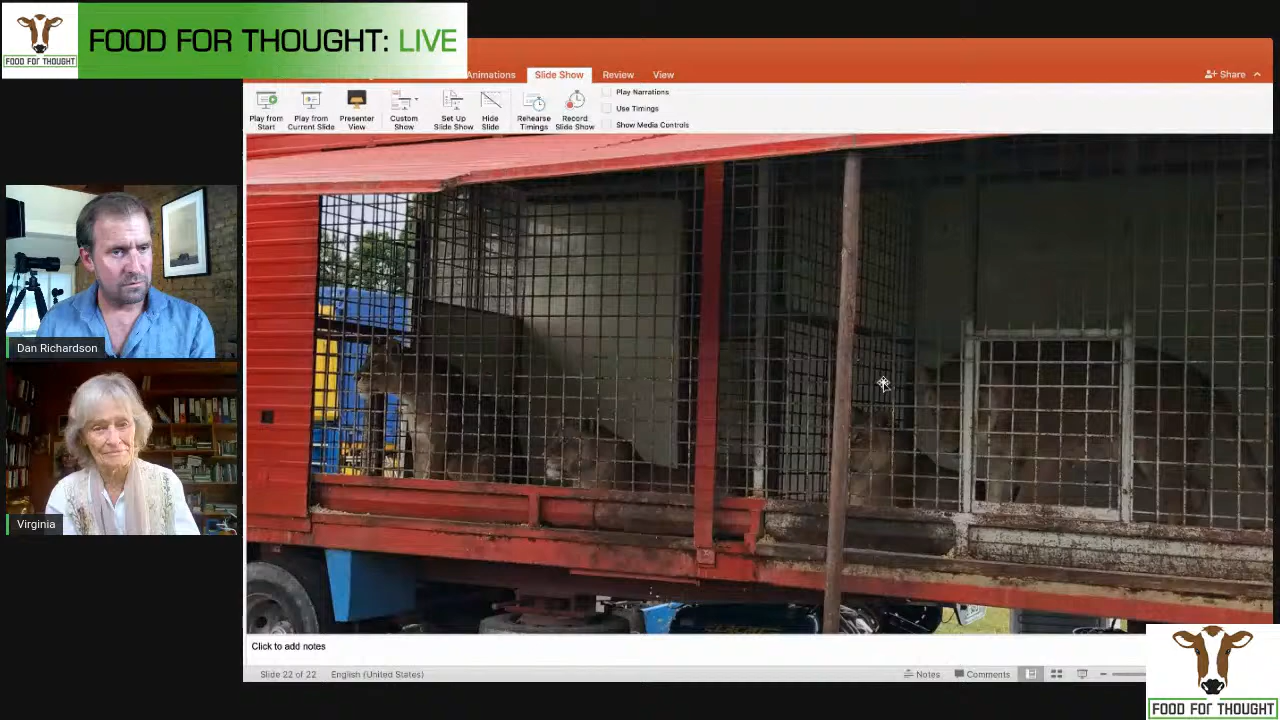 FOOD FOR THOUGHT
FOOD FOR THOUGHT: LIVE
Animations
Slide Show
Review
View
Share
Play from
Start
Play from
Current Slide
Presenter
View
Custom
Show
Set Up
Slide Show
Hide
Slide
Rehearse
Timings
Record
Slide Show
Play Narrations
Use Timings
Show Media Controls
Dan Richardson
Virginia
Click to add notes
Slide 22 of 22
English (United States)
Notes
Comments
FOOD FOR THOUGHT